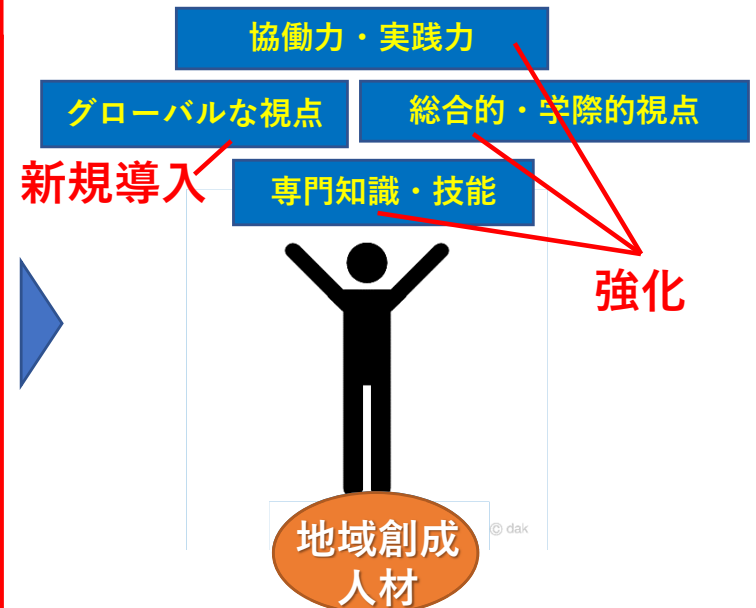 協働力・実践力
グローバルな視点
総合的・学際的視点
新規導入
専門知識・技能
強化
© dak
地域創成
人材